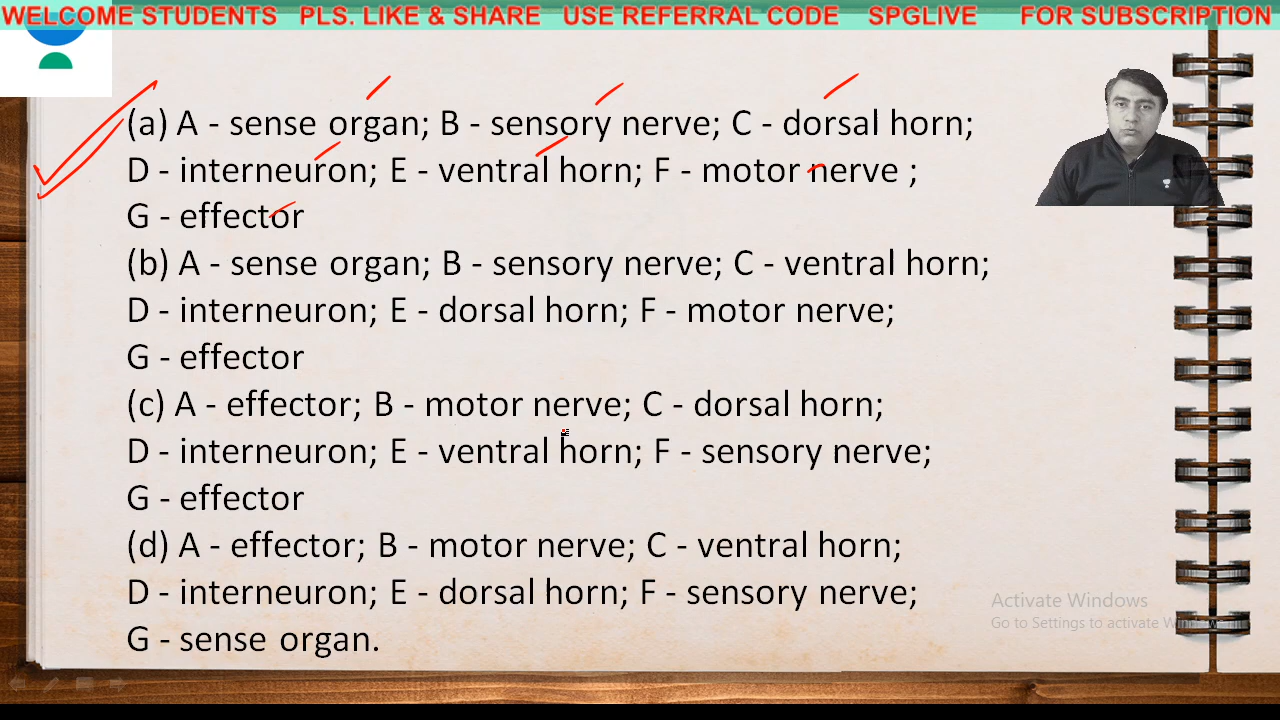 WELCOME STUDENTS PLS. LIKE & SHARE USE REFERRAL CODE SPGLIVE FOR SUBSCRIPTION
(a) A - sense organ; B - sensory nerve; C - dorsal horn;
D - interneuron; E - ventral horn; F - motor nerve ;
G - effector
(b) A - sense organ; B - sensory nerve; C - ventral horn;
D - interneuron; E - dorsal horn; F - motor nerve;
G - effector
(c) A - effector; B - motor nerve; C - dorsal horn;
D - interneuron; E - ventral horn; F - sensory nerve;
G - effector
(d) A - effector; B - motor nerve; C - ventral horn;
D - interneuron; E - dorsal horn; F - sensory nerve;
G - sense organ.
Activate Windows
Go to Settings to activate